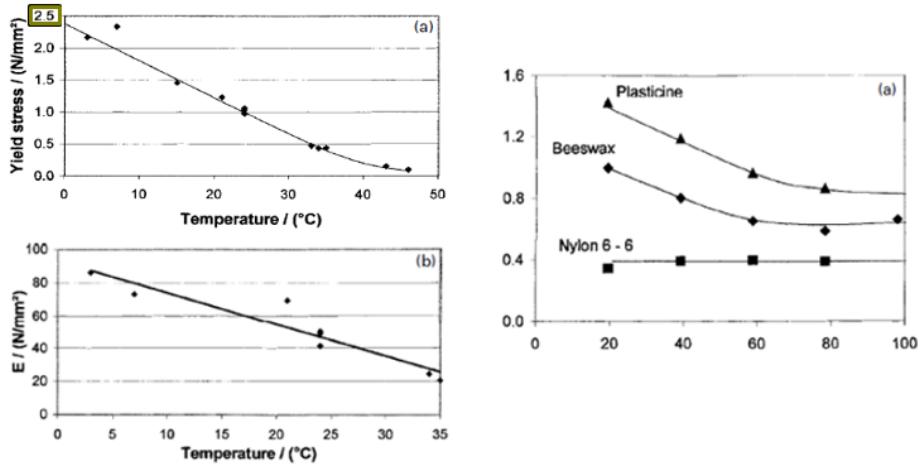 2.5
(a)
2.0
1.5
1.0
0.5
0.0
0 10 20 30 40 50
Yield stress / (N/mm²)
Temperature / (°C)
(b)
100
80
60
40
20
0
0 5 10 15 20 25 30 35
E / (N/mm²)
Temperature / (°C)
1.6
(a)
Plasticine
1.2
Beeswax
0.8
Nylon 6 - 6
0.4
0.0
0 20 40 60 80 100